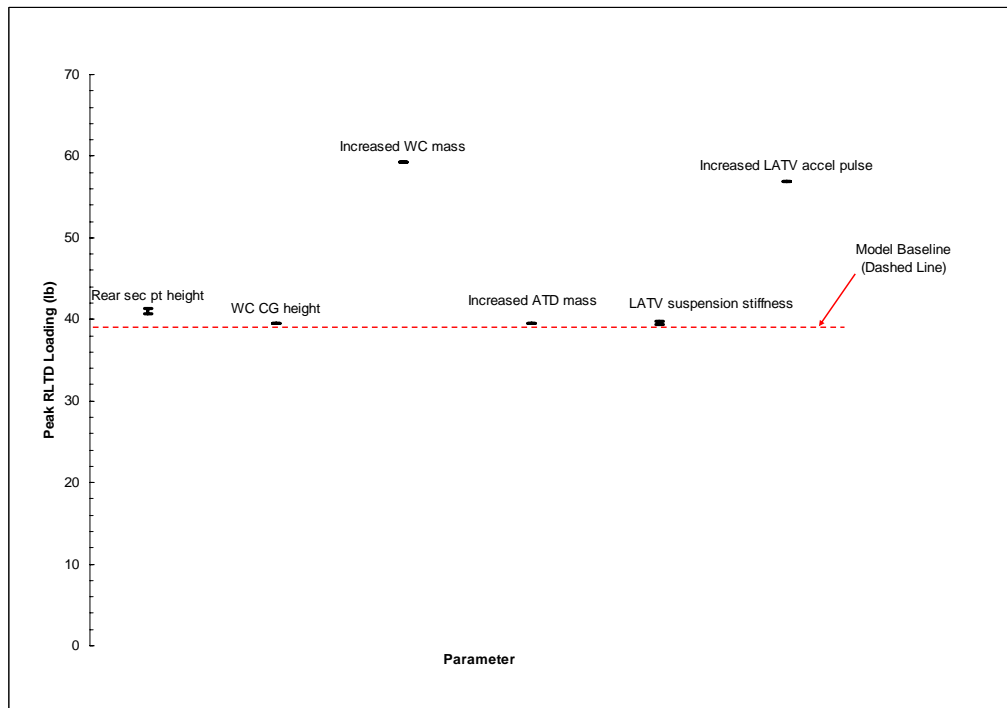 70
60
50
40
30
20
10
0
Peak RLTD Loading (lb)
Increased WC mass
Increased LATV accel pulse
Model Baseline
(Dashed Line)
Rear sec pt height
WC CG height
Increased ATD mass
LATV suspension stiffness
Parameter